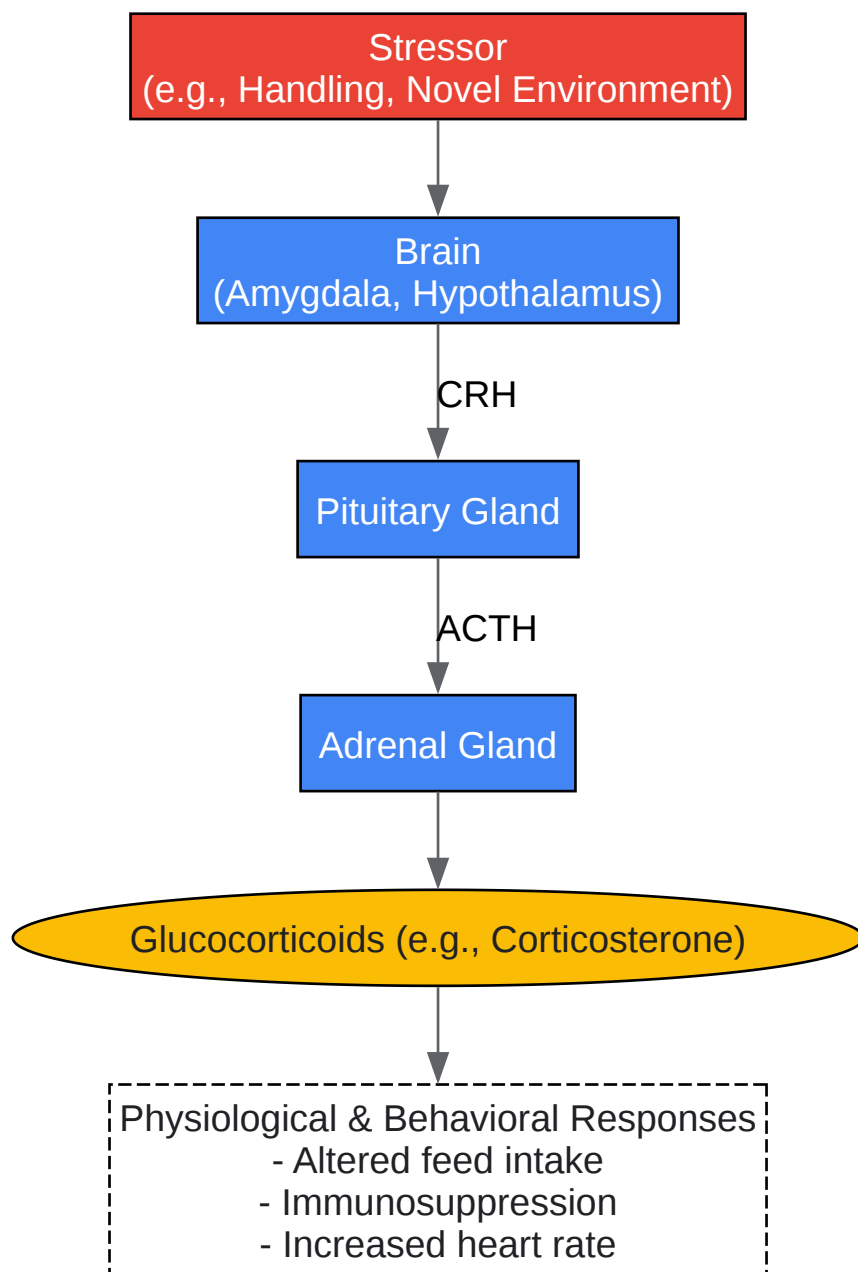 Stressor
(e.g., Handling, Novel Environment)
Brain
(Amygdala, Hypothalamus)
CRH
Pituitary Gland
ACTH
Adrenal Gland
Glucocorticoids (e.g., Corticosterone)
Physiological & Behavioral Responses
- Altered feed intake
- Immunosuppression
- Increased heart rate